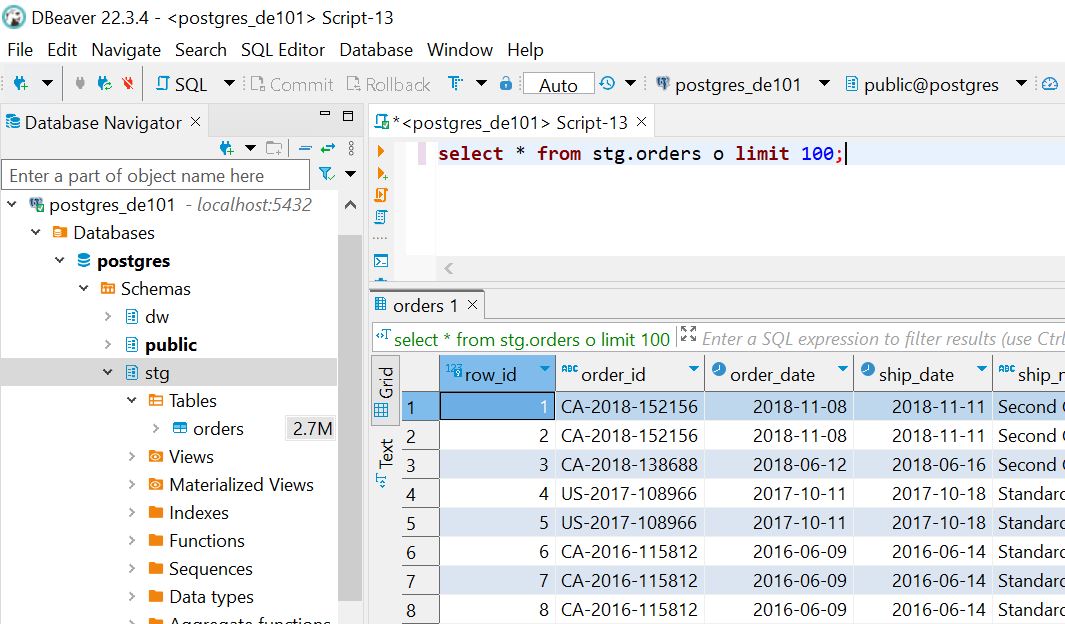 DBeaver 22.3.4 - <postgres_de101> Script-13
File Edit Navigate Search SQL Editor Database Window Help
SQL Commit Rollback Auto postgres_de101 public@postgres
Database Navigator
Enter a part of object name here
postgres_de101 - localhost:5432
Databases
postgres
Schemas
dw
public
stg
Tables
orders 2.7M
Views
Materialized Views
Indexes
Functions
Sequences
Data types
Aggregate functions
*<postgres_de101> Script-13
select * from stg.orders o limit 100;
orders 1
select * from stg.orders o limit 100 Enter a SQL expression to filter results (use Ctrl
Grid
Text
123 row_id ABC order_id order_date ship_date ABC ship_
1 1 CA-2018-152156 2018-11-08 2018-11-11 Second
2 2 CA-2018-152156 2018-11-08 2018-11-11 Second
3 3 CA-2018-138688 2018-06-12 2018-06-16 Second
4 4 US-2017-108966 2017-10-11 2017-10-18 Standard
5 5 US-2017-108966 2017-10-11 2017-10-18 Standard
6 6 CA-2016-115812 2016-06-09 2016-06-14 Standard
7 7 CA-2016-115812 2016-06-09 2016-06-14 Standard
8 8 CA-2016-115812 2016-06-09 2016-06-14 Standard